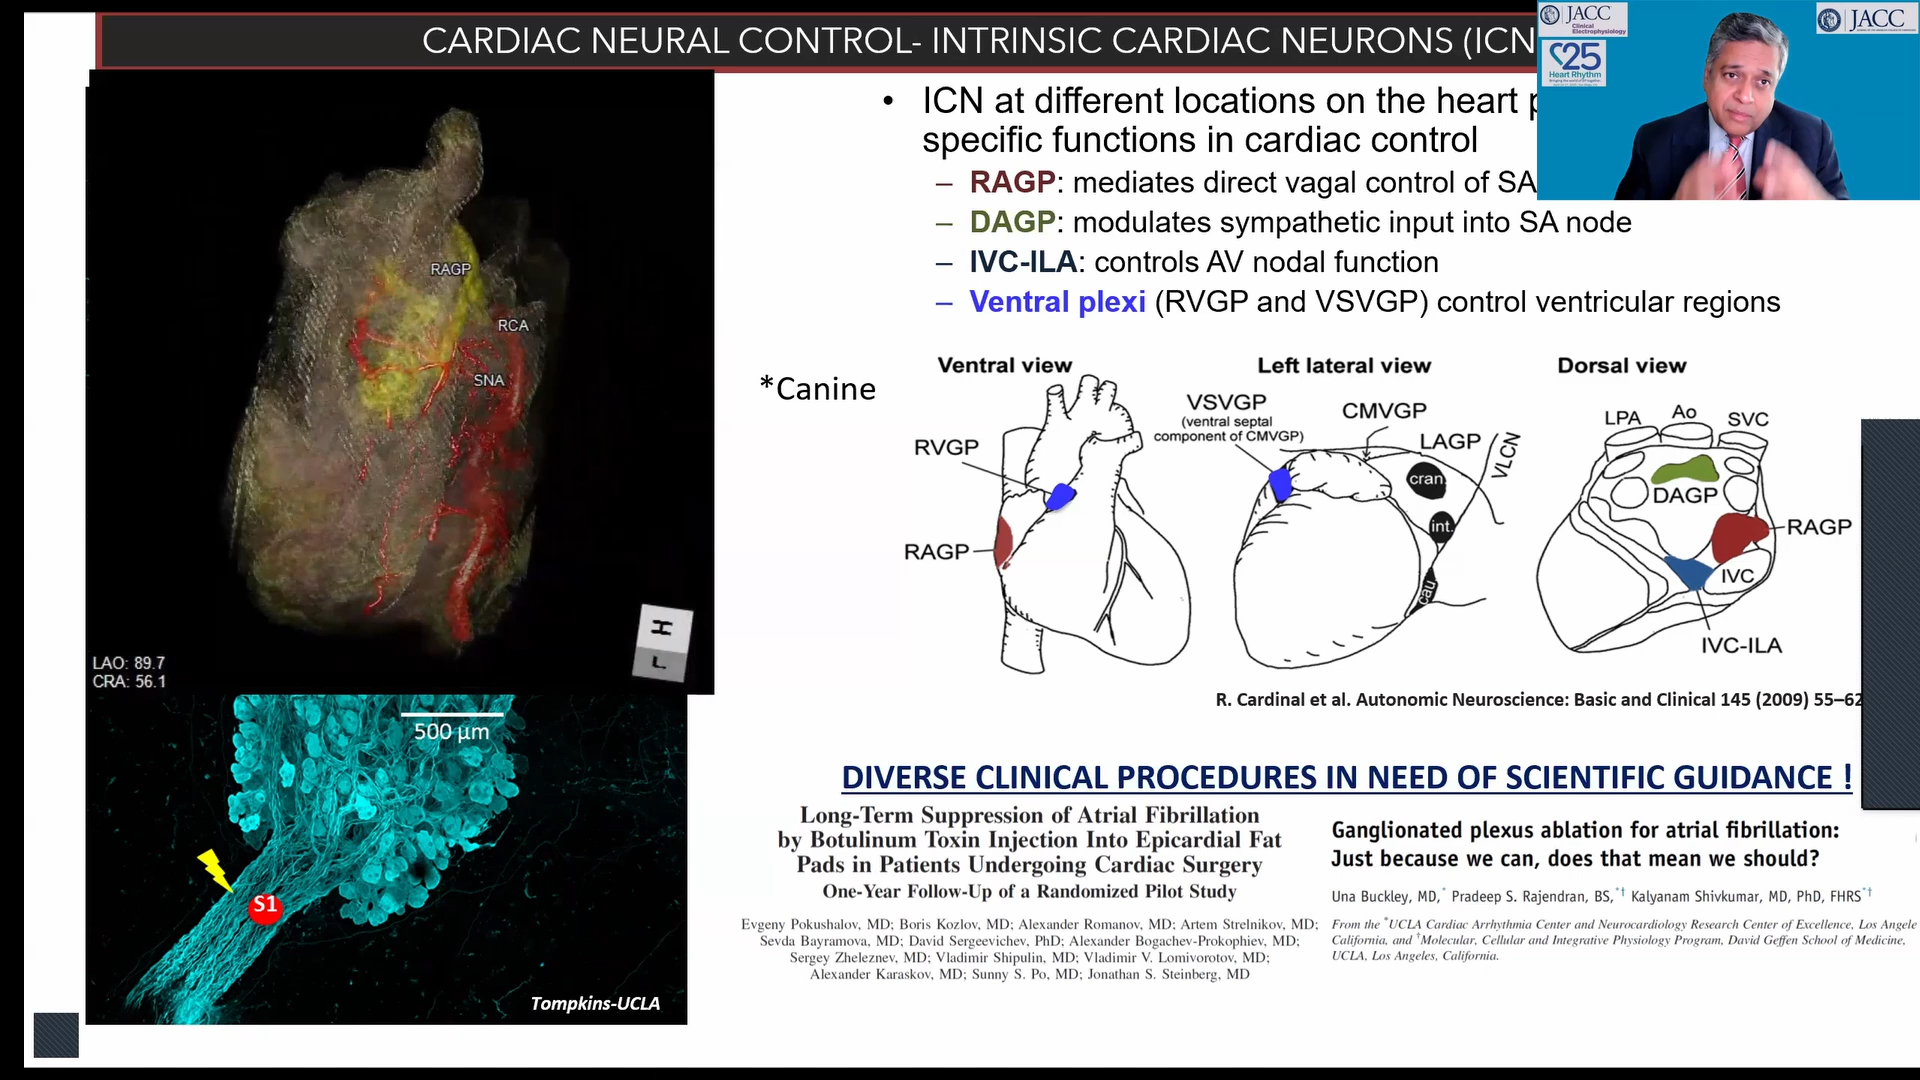 CARDIAC NEURAL CONTROL- INTRINSIC CARDIAC NEURONS (ICN
JACC
Clinical
Electrophysiology
25
Heart Rhythm
JACC
• ICN at different locations on the heart
specific functions in cardiac control
– RAGP: mediates direct vagal control of SA
– DAGP: modulates sympathetic input into SA node
– IVC-ILA: controls AV nodal function
– Ventral plexi (RVGP and VSVGP) control ventricular regions
RAGP
RCA
SNA
LAO: 89.7
CRA: 56.1
H
L
*Canine
Ventral view
RVGP
RAGP
Left lateral view
VSVGP
(ventral septal
component of CMVGP)
CMVGP
LAGP
VLCN
cran.
int.
cau
Dorsal view
LPA
Ao
SVC
DAGP
RAGP
IVC
IVC-ILA
R. Cardinal et al. Autonomic Neuroscience: Basic and Clinical 145 (2009) 55–62
500 µm
S1
Tompkins-UCLA
DIVERSE CLINICAL PROCEDURES IN NEED OF SCIENTIFIC GUIDANCE !
Long-Term Suppression of Atrial Fibrillation
by Botulinum Toxin Injection Into Epicardial Fat
Pads in Patients Undergoing Cardiac Surgery
One-Year Follow-Up of a Randomized Pilot Study
Evgeny Pokushalov, MD; Boris Kozlov, MD; Alexander Romanov, MD; Artem Strelnikov, MD;
Sevda Bayramova, MD; David Sergeevichev, PhD; Alexander Bogachev-Prokophiev, MD;
Sergey Zheleznev, MD; Vladimir Shipulin, MD; Vladimir V. Lomivorotov, MD;
Alexander Karaskov, MD; Sunny S. Po, MD; Jonathan S. Steinberg, MD
Ganglionated plexus ablation for atrial fibrillation:
Just because we can, does that mean we should?
Una Buckley, MD,* Pradeep S. Rajendran, BS,*† Kalyanam Shivkumar, MD, PhD, FHRS*†
From the *UCLA Cardiac Arrhythmia Center and Neurocardiology Research Center of Excellence, Los Angele
California, and †Molecular, Cellular and Integrative Physiology Program, David Geffen School of Medicine,
UCLA, Los Angeles, California.